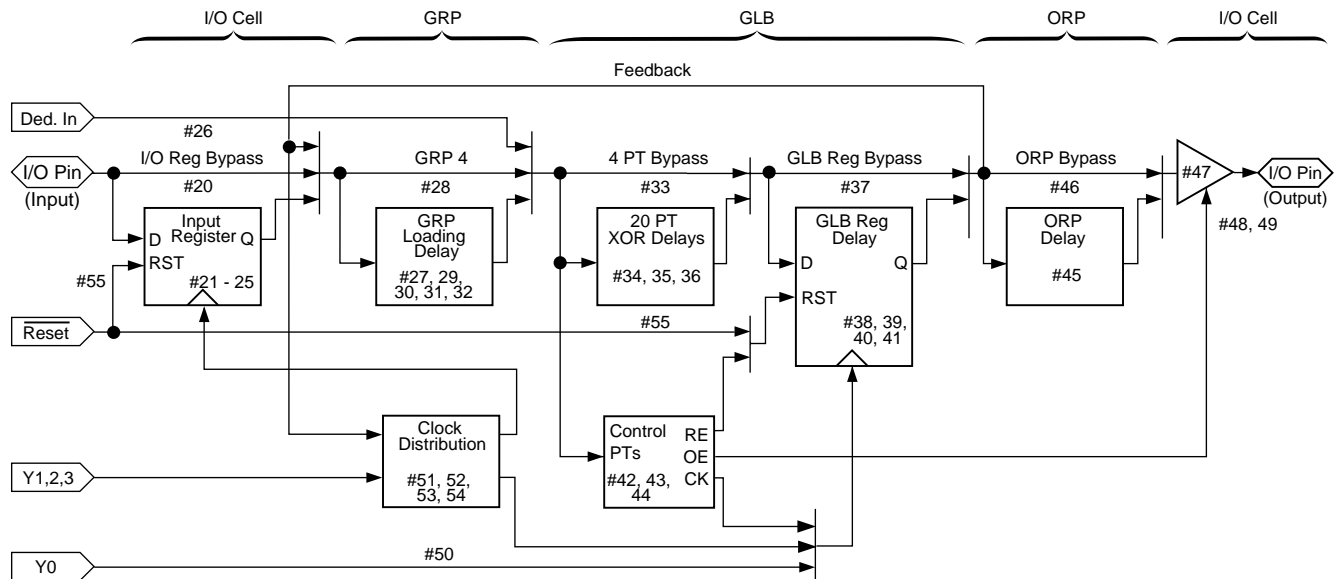 I/O Cell
GRP
GLB
ORP
I/O Cell
Feedback
Ded. In
#26
I/O Pin
(Input)
I/O Reg Bypass
#20
GRP 4
#28
4 PT Bypass
#33
GLB Reg Bypass
#37
ORP Bypass
#46
#47
I/O Pin
(Output)
#48, 49
Input
Register
D
Q
RST
#21 - 25
#55
GRP
Loading
Delay
#27, 29,
30, 31, 32
20 PT
XOR Delays
#34, 35, 36
GLB Reg
Delay
D
Q
RST
#38, 39,
40, 41
ORP
Delay
#45
Reset
#55
Clock
Distribution
#51, 52,
53, 54
Control
PTs
RE
OE
CK
#42, 43,
44
Y1,2,3
Y0
#50